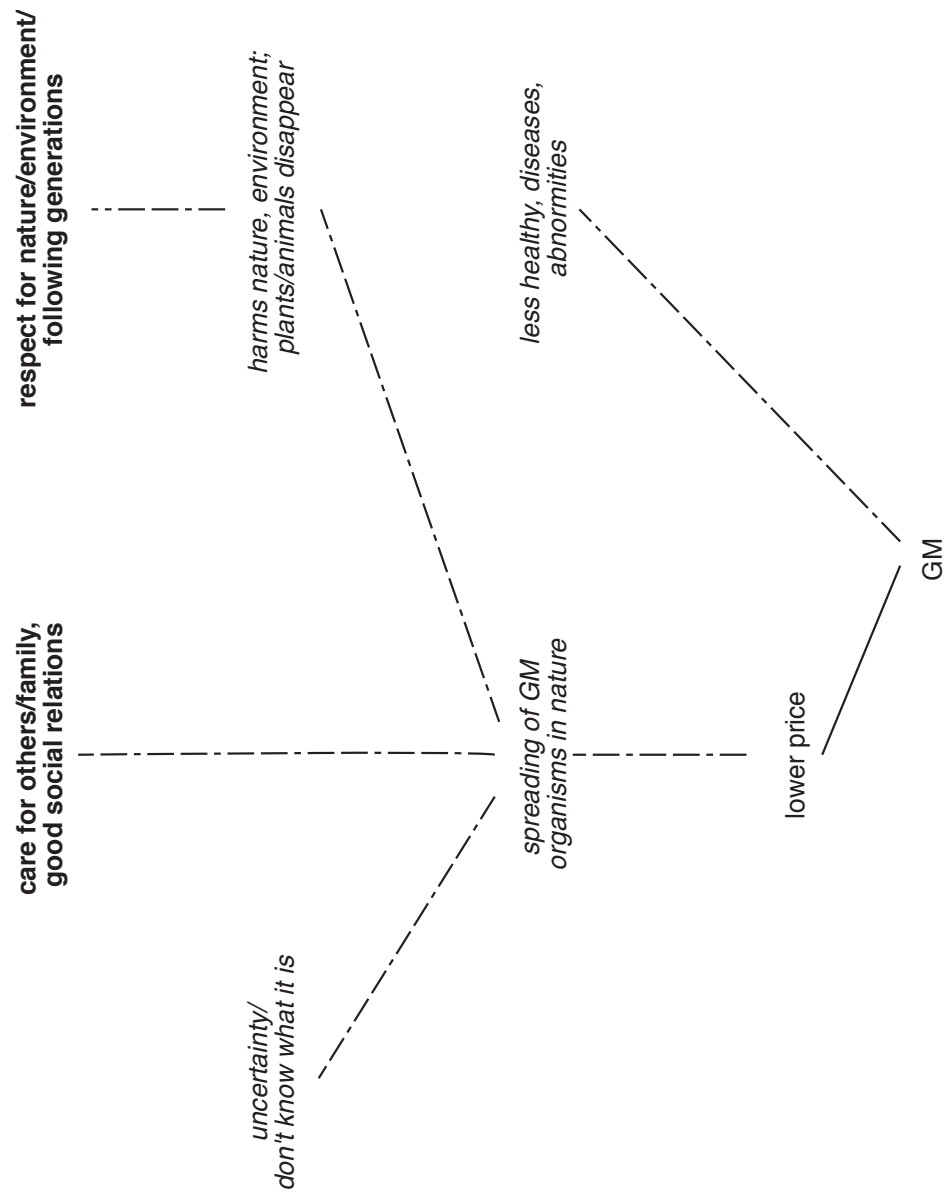 care for others/family,
good social relations
respect for nature/environment/
following generations
uncertainty/
don't know what it is
harms nature, environment;
plants/animals disappear
spreading of GM
organisms in nature
less healthy, diseases,
abnormities
lower price
GM